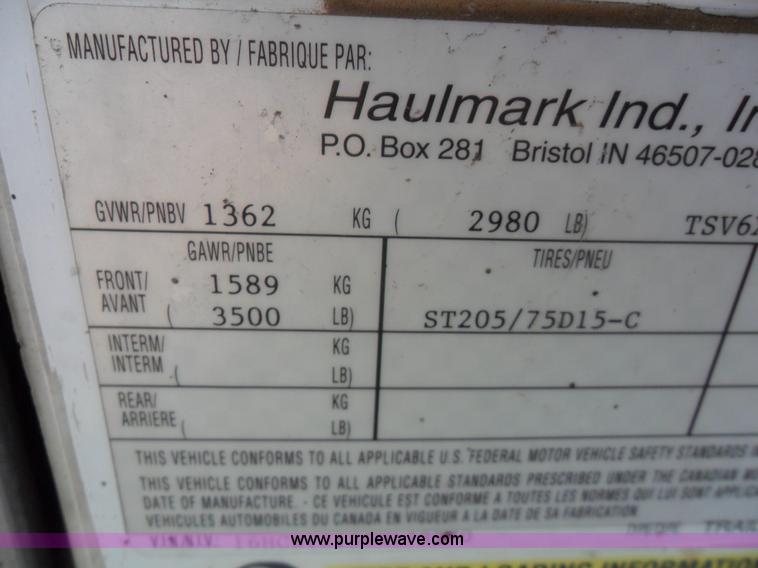 MANUFACTURED BY / FABRIQUE PAR:
Haulmark Ind.,
P.O. Box 281 Bristol IN 46507-028
GVWR/PNBV 1362 KG ( 2980 LB) TSV6
GAWR/PNBE TIRES/PNEU
FRONT/ 1589 KG
AVANT ( 3500 LB) ST205/75D15-C
INTERM/ KG
INTERM ( LB)
REAR/ KG
ARRIERE ( LB)
THIS VEHICLE CONFORMS TO ALL APPLICABLE U.S. FEDERAL MOTOR VEHICLE SAFETY STANDARDS
THIS VEHICLE CONFORMS TO ALL APPLICABLE STANDARDS PRESCRIBED UNDER THE CANADIAN
DATE OF MANUFACTURE. - CE VEHICULE EST CONFORME A TOUTES LES NORMES QUI LUI SONT
VEHICULES AUTOMOBILES DU CANADA EN VIGUEUR A LA DATE DE SA FABRICATION
www.purplewave.com
LOADING INFORMATION